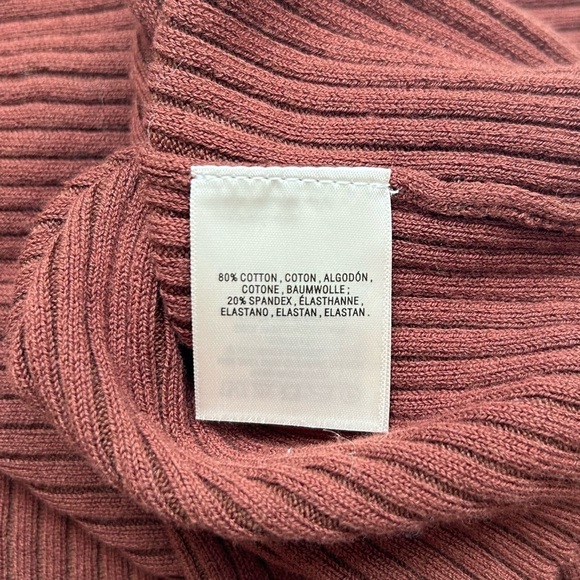 80% COTTON , COTON , ALGODÓN ,
COTONE , BAUMWOLLE ;
20% SPANDEX , ÉLASTHANNE ,
ELASTANO , ELASTAN , ELASTAN .